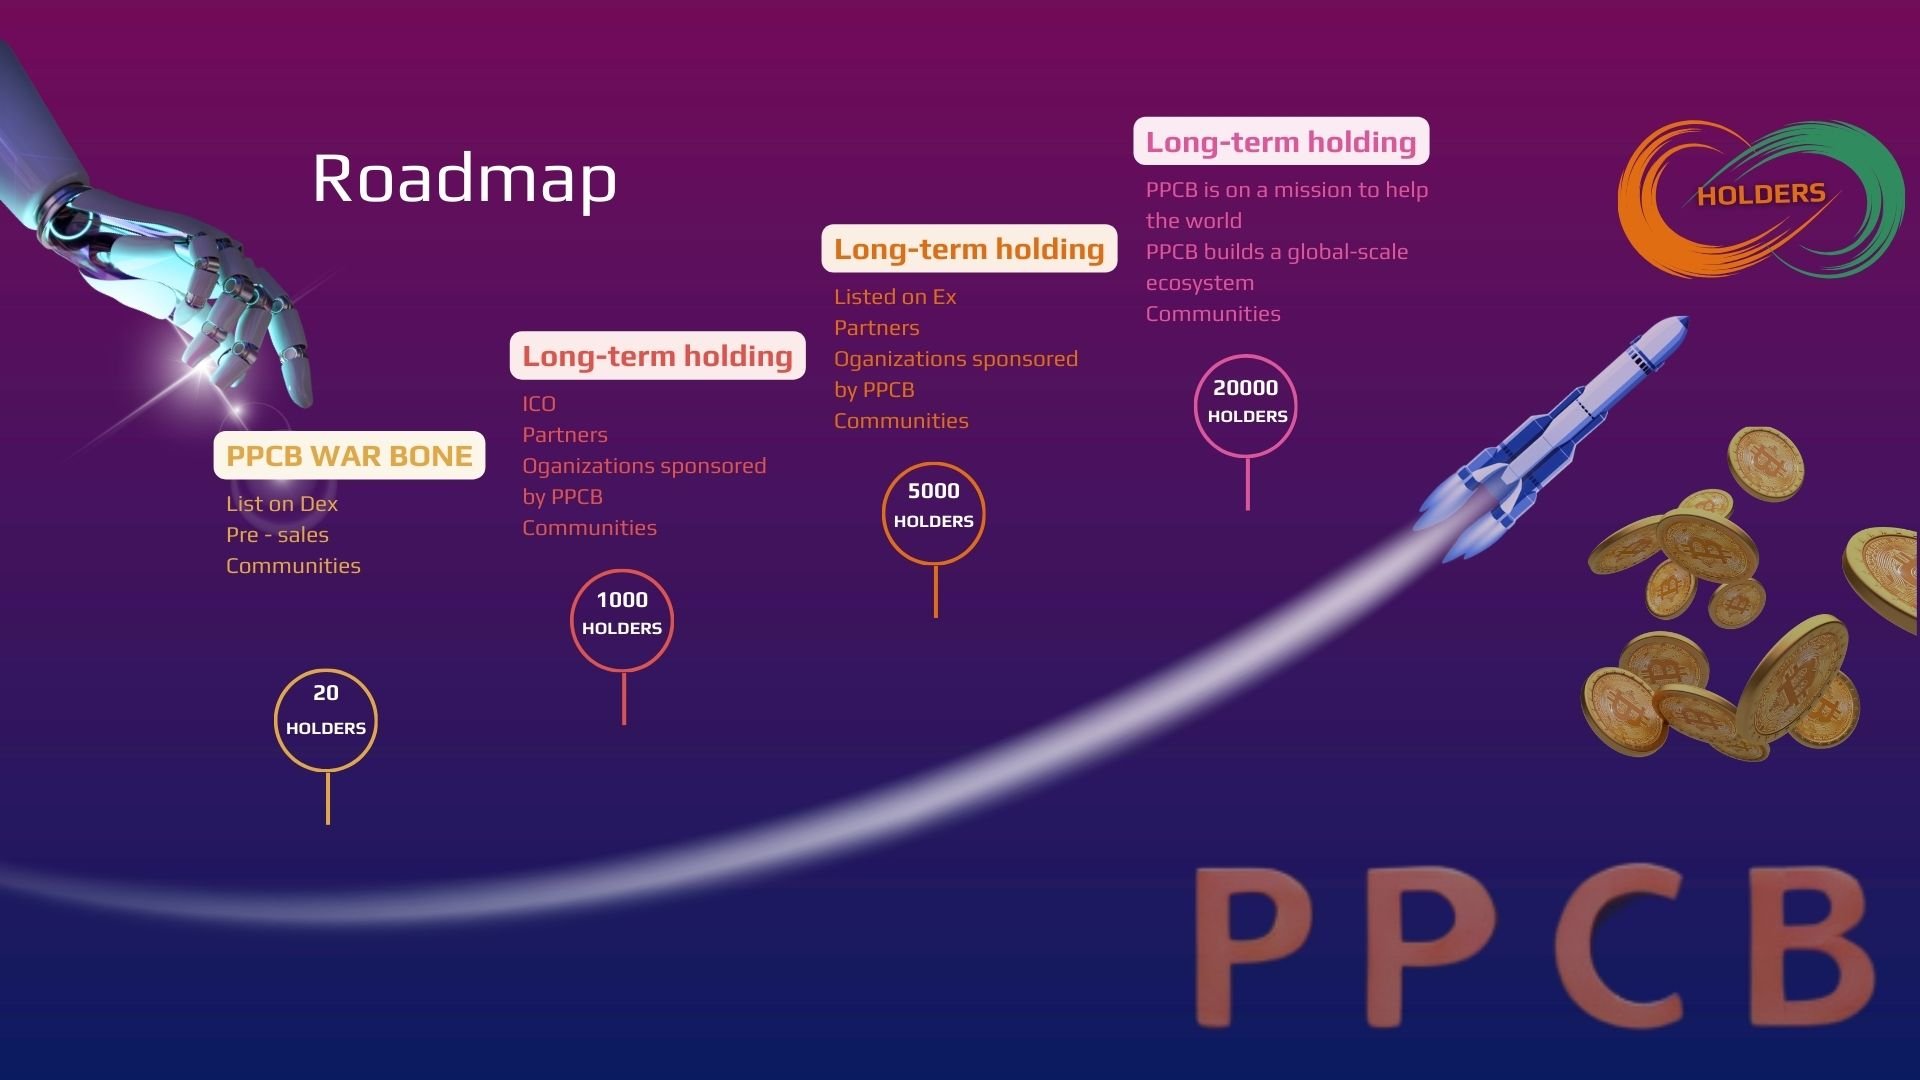 Roadmap
PPCB WAR BONE
List on Dex
Pre - sales
Communities
20
HOLDERS
Long-term holding
ICO
Partners
Oganizations sponsored
by PPCB
Communities
1000
HOLDERS
Long-term holding
Listed on Ex
Partners
Oganizations sponsored
by PPCB
Communities
5000
HOLDERS
Long-term holding
PPCB is on a mission to help
the world
PPCB builds a global-scale
ecosystem
Communities
20000
HOLDERS
HOLDERS
PPCB